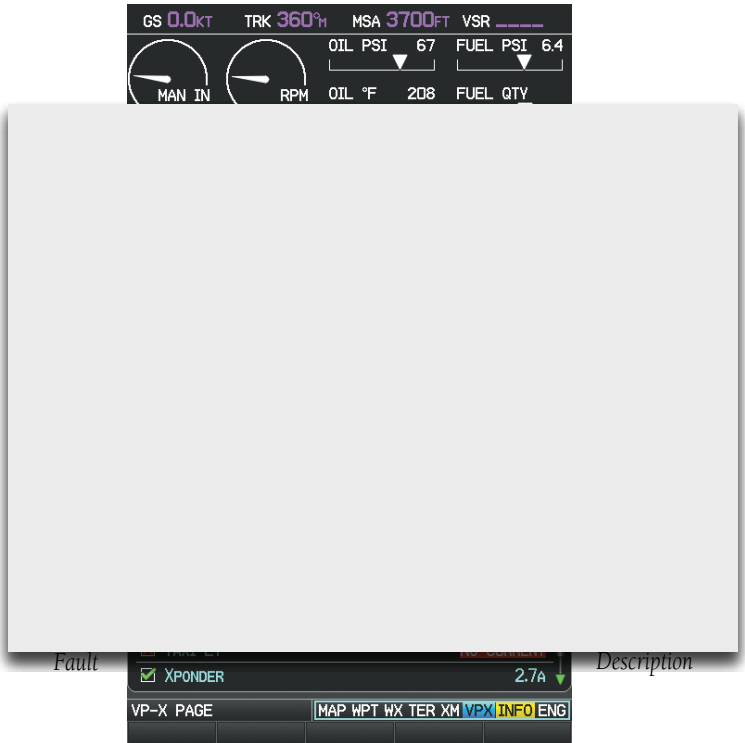 GS 0.0KT TRK 360°M MSA 3700FT VSR ____
OIL PSI 67 FUEL PSI 6.4
MAN IN RPM OIL °F 208 FUEL QTY
Fault Description
XPONDER 2.7A
VP-X PAGE MAP WPT WX TER XM VPX INFO ENG